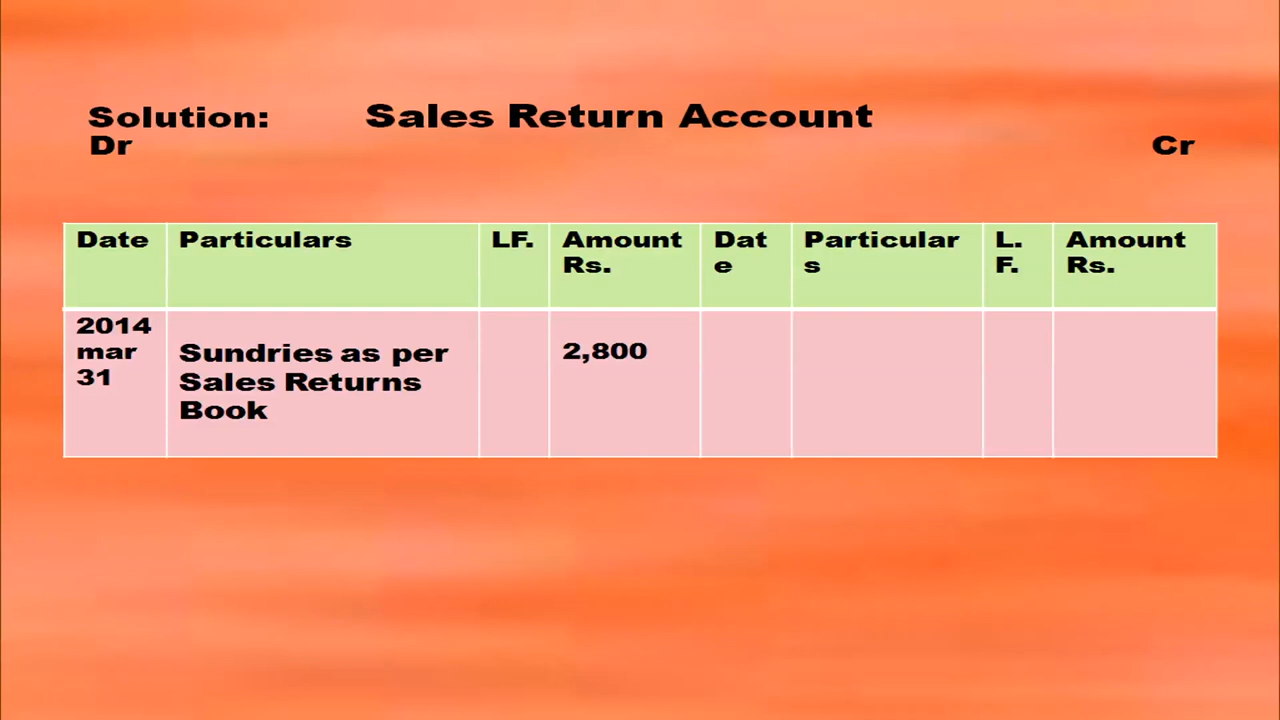 Solution: Sales Return Account
Dr Cr
Date Particulars LF. Amount Rs. Dat e Particular s L. F. Amount Rs.
2014 mar 31 Sundries as per Sales Returns Book 2,800